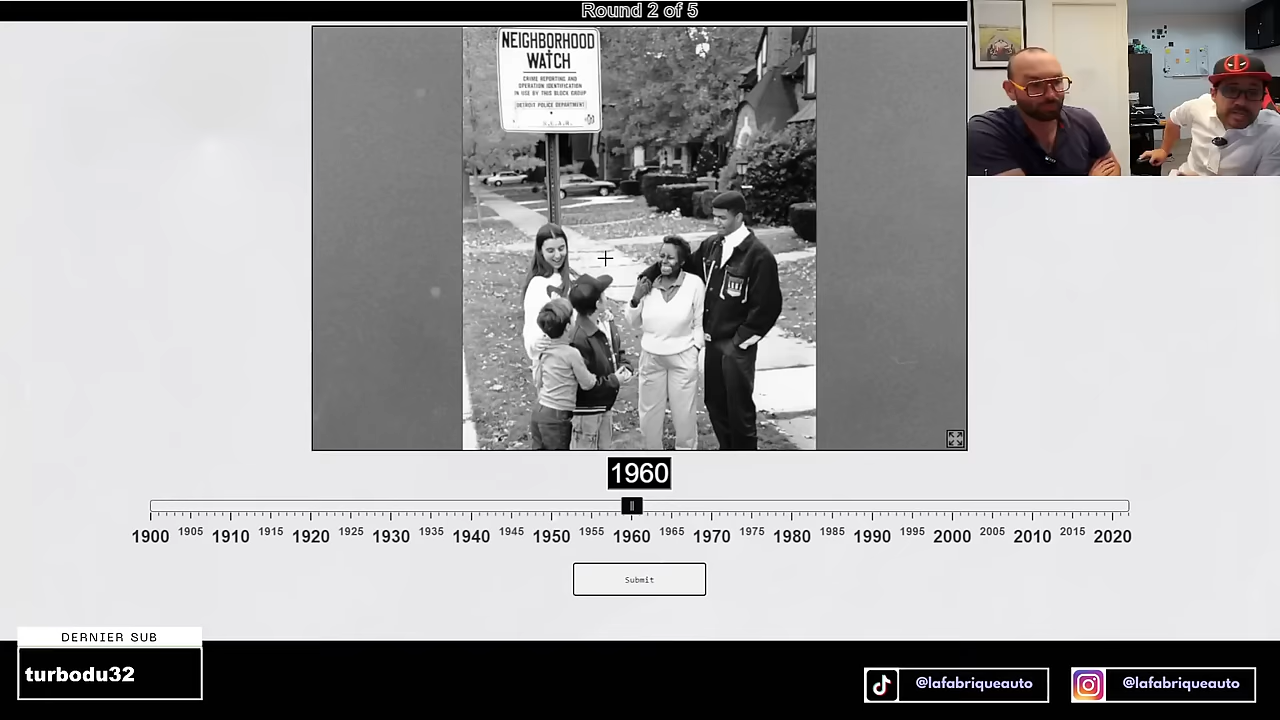 Round 2 of 5
NEIGHBORHOOD
WATCH
CRIME REPORTING AND
OPERATION IDENTIFICATION
IN USE BY THIS BLOCK GROUP
DETROIT POLICE DEPARTMENT
1960
1900 1905 1910 1915 1920 1925 1930 1935 1940 1945 1950 1955 1960 1965 1970 1975 1980 1985 1990 1995 2000 2005 2010 2015 2020
Submit
DERNIER SUB
turbodu32
@lafabriqueauto
@lafabriqueauto